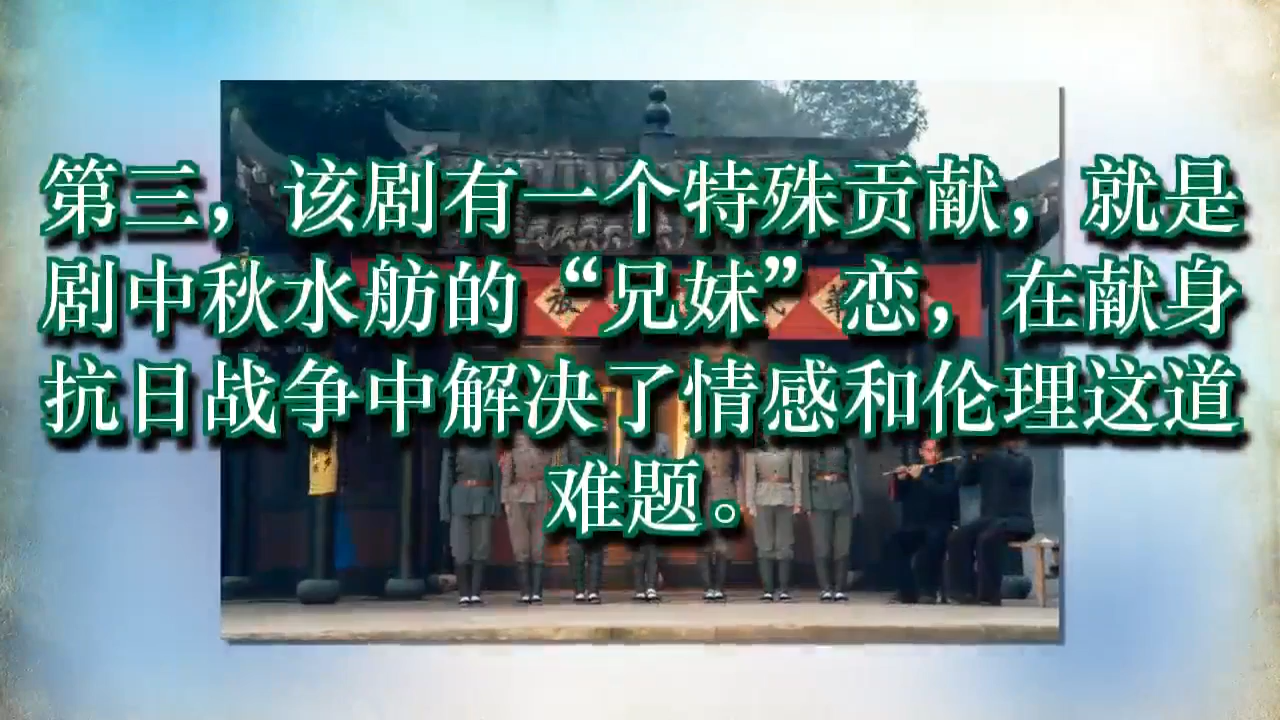 第三，该剧有一个特殊贡献，就是
剧中秋水舫的“兄妹”恋，在献身
抗日战争中解决了情感和伦理这道
难题。